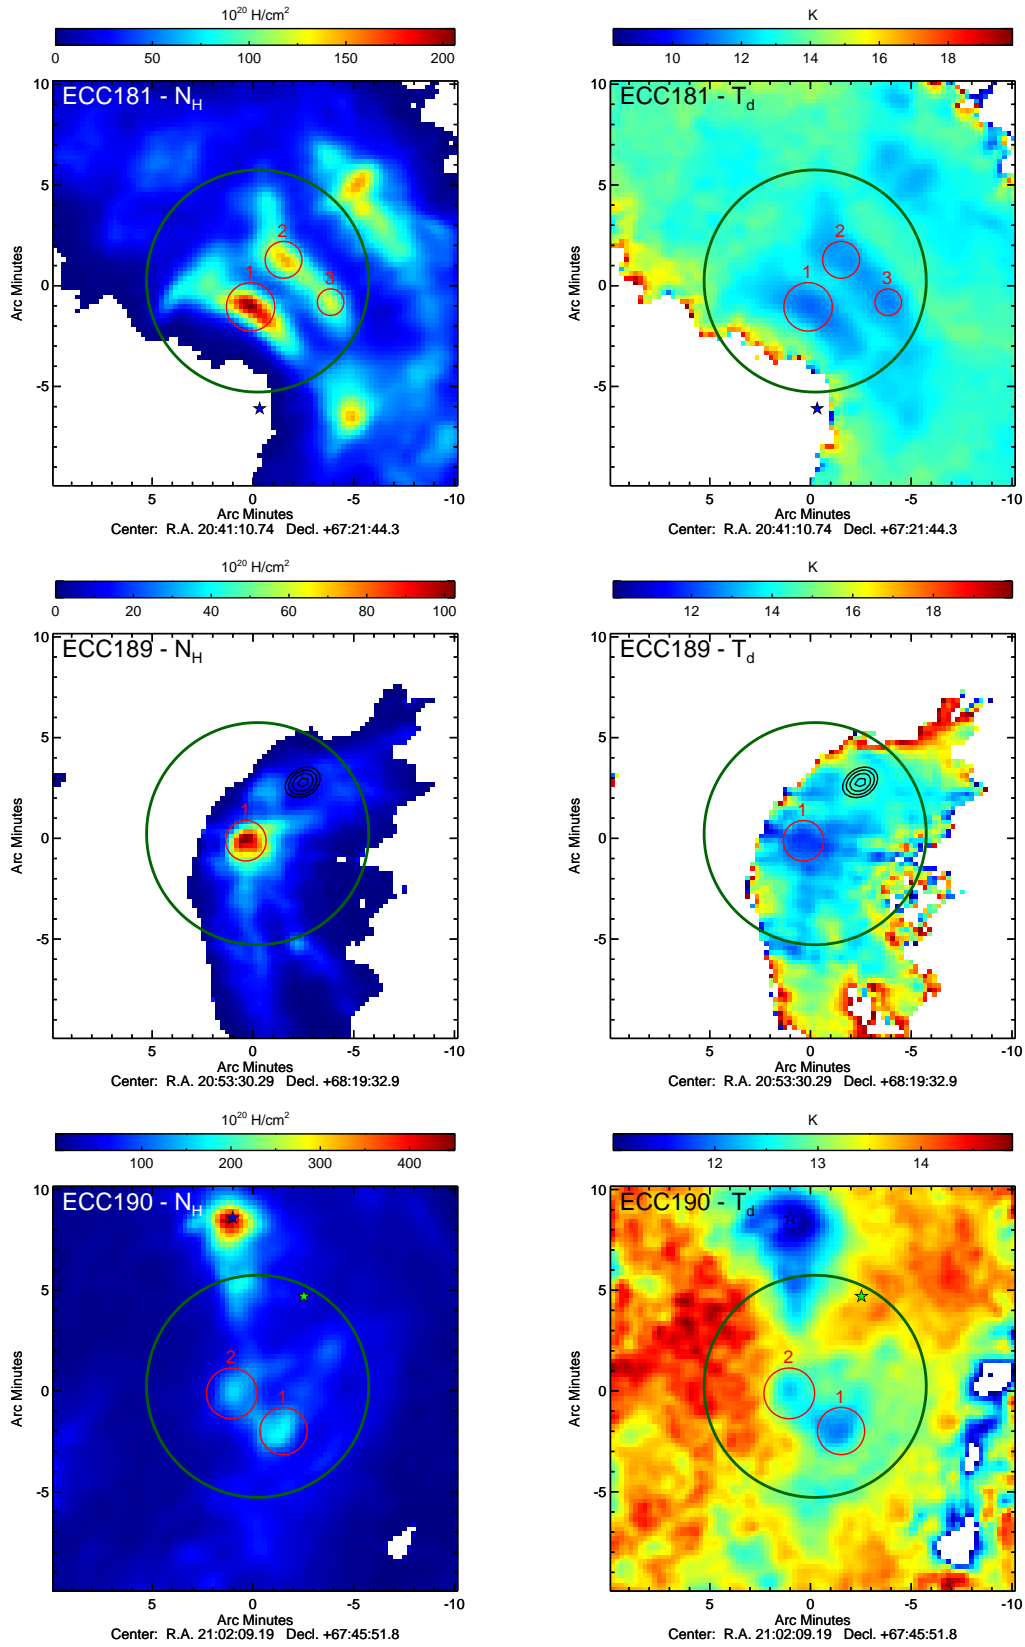 10²⁰ H/cm² K
0 50 100 150 200 10 12 14 16 18
ECC181 - N_H ECC181 - T_d
10 10
5 5
0 0
-5 -5
Arc Minutes Arc Minutes
2 2
1 1
3 3
5 0 -5 -10 5 0 -5 -10
Arc Minutes Arc Minutes
Center: R.A. 20:41:10.74 Decl. +67:21:44.3 Center: R.A. 20:41:10.74 Decl. +67:21:44.3
10²⁰ H/cm² K
0 20 40 60 80 100 12 14 16 18
ECC189 - N_H ECC189 - T_d
10 10
5 5
0 0
-5 -5
Arc Minutes Arc Minutes
1 1
5 0 -5 -10 5 0 -5 -10
Arc Minutes Arc Minutes
Center: R.A. 20:53:30.29 Decl. +68:19:32.9 Center: R.A. 20:53:30.29 Decl. +68:19:32.9
10²⁰ H/cm² K
100 200 300 400 12 13 14
ECC190 - N_H ECC190 - T_d
10 10
5 5
0 0
-5 -5
Arc Minutes Arc Minutes
2 2
1 1
5 0 -5 -10 5 0 -5 -10
Arc Minutes Arc Minutes
Center: R.A. 21:02:09.19 Decl. +67:45:51.8 Center: R.A. 21:02:09.19 Decl. +67:45:51.8